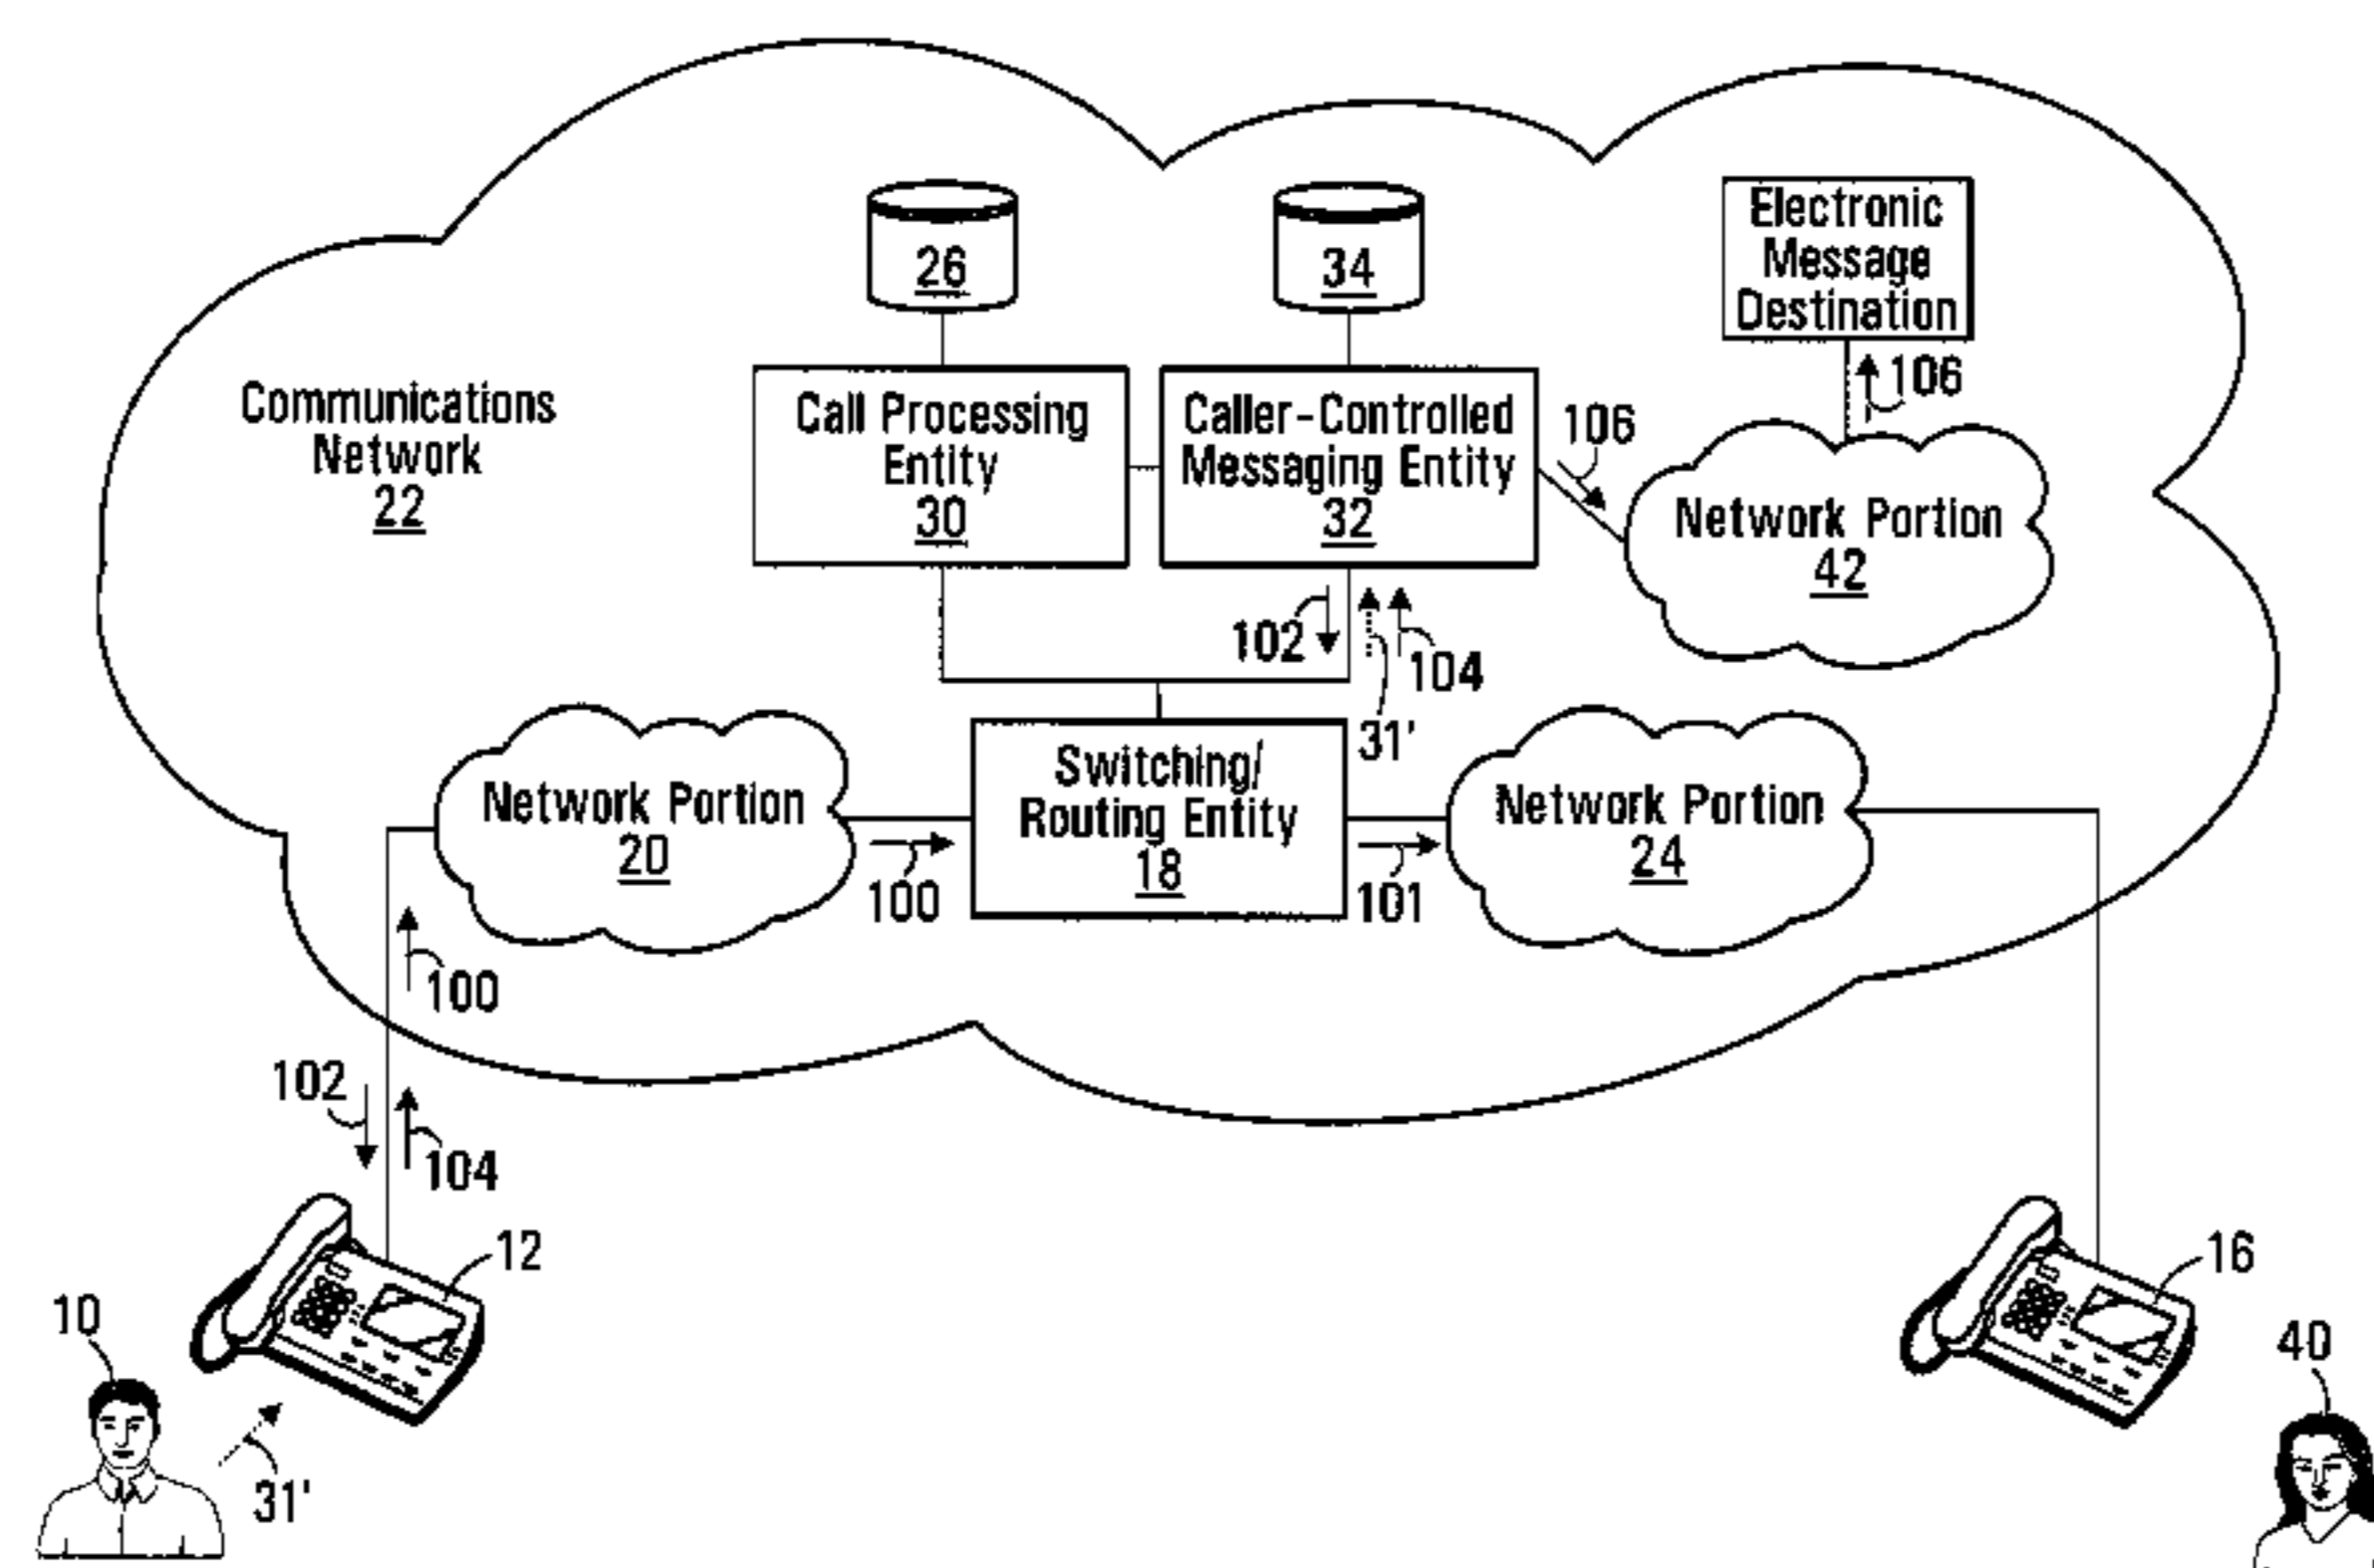 26
34
Electronic
Message
Destination
106
Communications
Network
22
Call Processing
Entity
30
Caller-Controlled
Messaging Entity
32
106
Network Portion
42
102
104
31'
Network Portion
20
Switching/
Routing Entity
18
Network Portion
24
100
101
100
102
104
12
16
10
40
31'